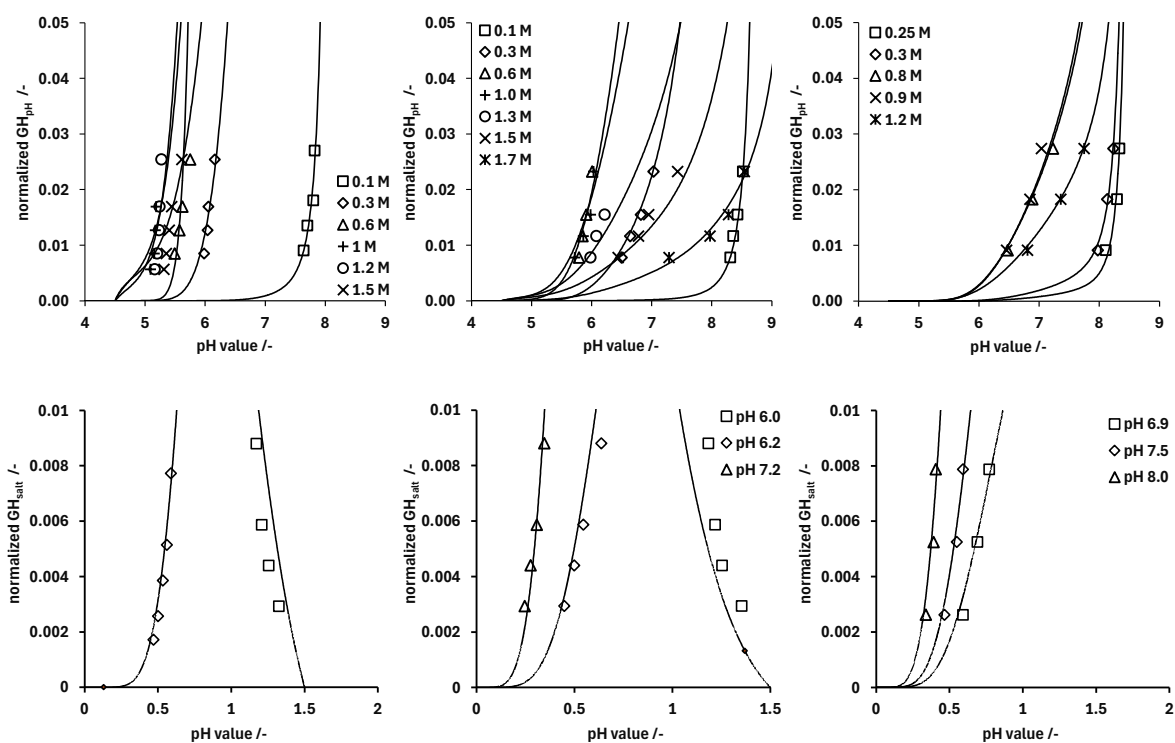 0.05
0.04
0.03
0.02
0.01
0.00
normalized GHpH /-
4 5 6 7 8 9
pH value /-
0.1 M
0.3 M
0.6 M
1 M
1.2 M
1.5 M
0.05
0.04
0.03
0.02
0.01
0.00
normalized GHpH /-
4 5 6 7 8 9
pH value /-
0.1 M
0.3 M
0.6 M
1.0 M
1.3 M
1.5 M
1.7 M
0.05
0.04
0.03
0.02
0.01
0.00
normalized GHpH /-
4 5 6 7 8 9
pH value /-
0.25 M
0.3 M
0.8 M
0.9 M
1.2 M
0.01
0.008
0.006
0.004
0.002
0
normalized GHsalt /-
0 0.5 1 1.5 2
pH value /-
0.01
0.008
0.006
0.004
0.002
0
normalized GHsalt /-
0 0.5 1 1.5
pH value /-
pH 6.0
pH 6.2
pH 7.2
0.01
0.008
0.006
0.004
0.002
0
normalized GHsalt /-
0 0.5 1 1.5 2
pH value /-
pH 6.9
pH 7.5
pH 8.0